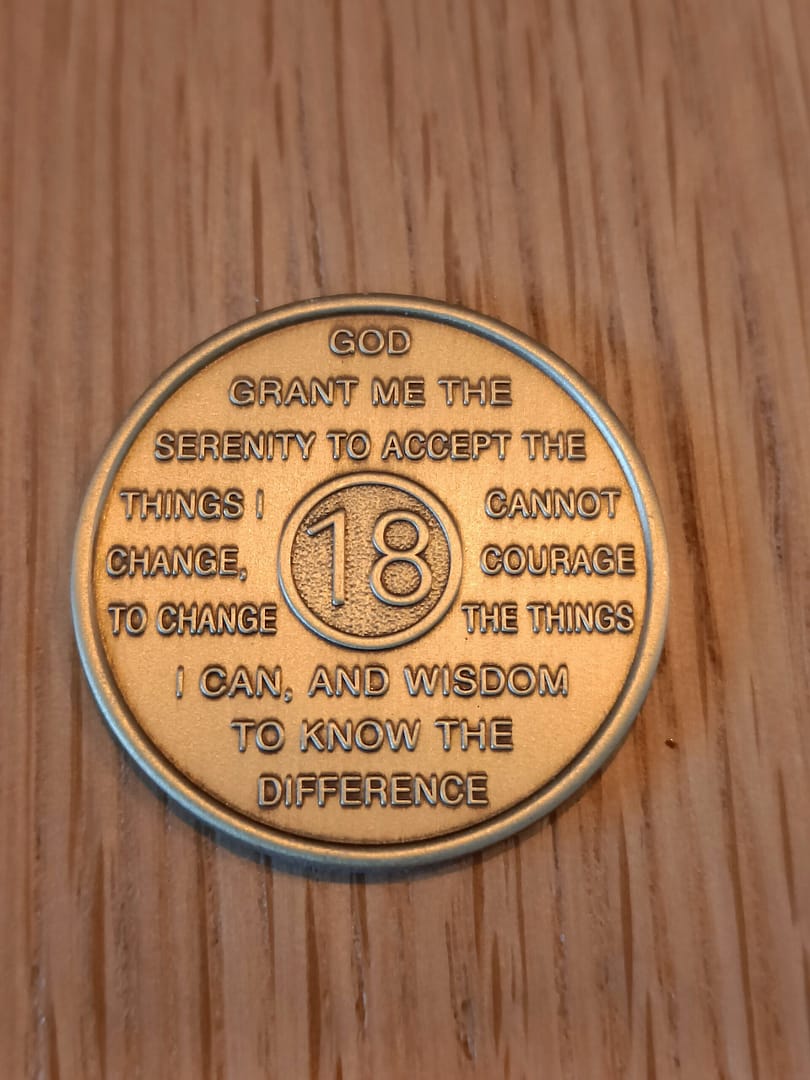 GOD
GRANT ME THE
SERENITY TO ACCEPT THE
THINGS I CANNOT
CHANGE, COURAGE
TO CHANGE THE THINGS
18
I CAN, AND WISDOM
TO KNOW THE
DIFFERENCE